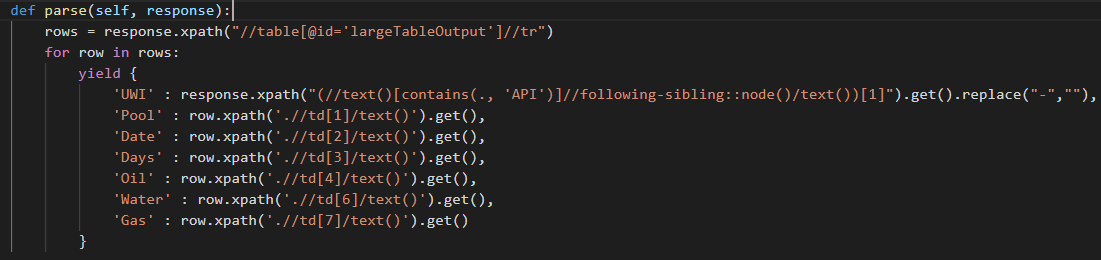 def parse(self, response):
    rows = response.xpath("//table[@id='largeTableOutput']//tr")
    for row in rows:
        yield {
            'UWI' : response.xpath("(//text()[contains(., 'API')]//following-sibling::node()/text())[1]").get().replace("-",""),
            'Pool' : row.xpath('.//td[1]/text()').get(),
            'Date' : row.xpath('.//td[2]/text()').get(),
            'Days' : row.xpath('.//td[3]/text()').get(),
            'Oil' : row.xpath('.//td[4]/text()').get(),
            'Water' : row.xpath('.//td[6]/text()').get(),
            'Gas' : row.xpath('.//td[7]/text()').get()
        }